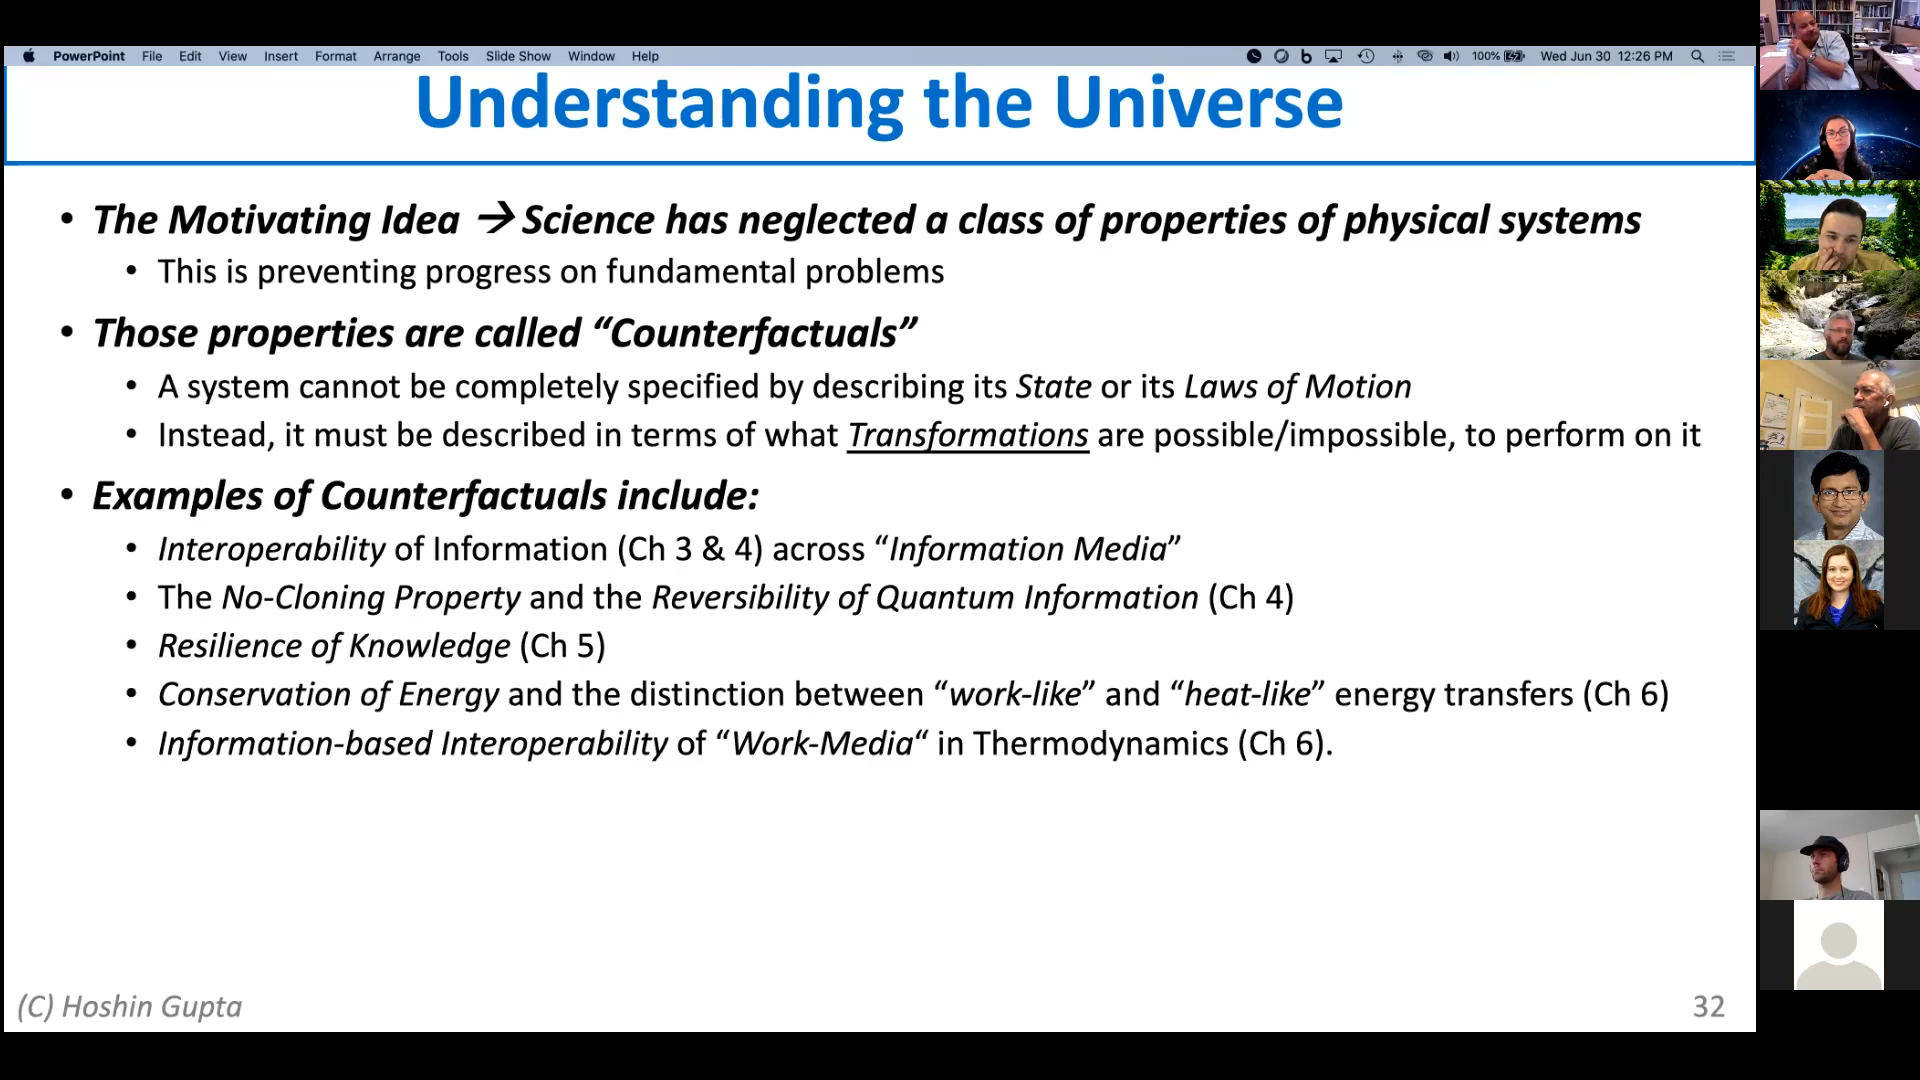 PowerPoint File Edit View Insert Format Arrange Tools Slide Show Window Help 100% Wed Jun 30 12:26 PM
Understanding the Universe
• The Motivating Idea → Science has neglected a class of properties of physical systems
• This is preventing progress on fundamental problems
• Those properties are called “Counterfactuals”
• A system cannot be completely specified by describing its State or its Laws of Motion
• Instead, it must be described in terms of what Transformations are possible/impossible, to perform on it
• Examples of Counterfactuals include:
• Interoperability of Information (Ch 3 & 4) across “Information Media”
• The No-Cloning Property and the Reversibility of Quantum Information (Ch 4)
• Resilience of Knowledge (Ch 5)
• Conservation of Energy and the distinction between “work-like” and “heat-like” energy transfers (Ch 6)
• Information-based Interoperability of “Work-Media“ in Thermodynamics (Ch 6).
(C) Hoshin Gupta
32